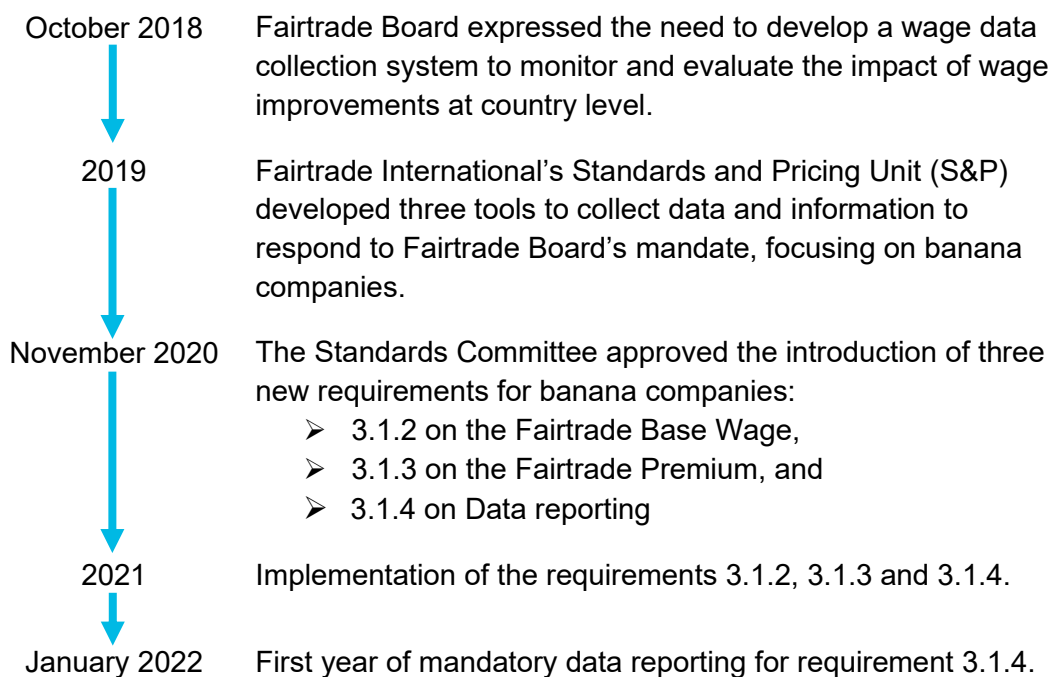 October 2018 Fairtrade Board expressed the need to develop a wage data
collection system to monitor and evaluate the impact of wage
improvements at country level.
2019 Fairtrade International’s Standards and Pricing Unit (S&P)
developed three tools to collect data and information to
respond to Fairtrade Board’s mandate, focusing on banana
companies.
November 2020 The Standards Committee approved the introduction of three
new requirements for banana companies:
➢ 3.1.2 on the Fairtrade Base Wage,
➢ 3.1.3 on the Fairtrade Premium, and
➢ 3.1.4 on Data reporting
2021 Implementation of the requirements 3.1.2, 3.1.3 and 3.1.4.
January 2022 First year of mandatory data reporting for requirement 3.1.4.